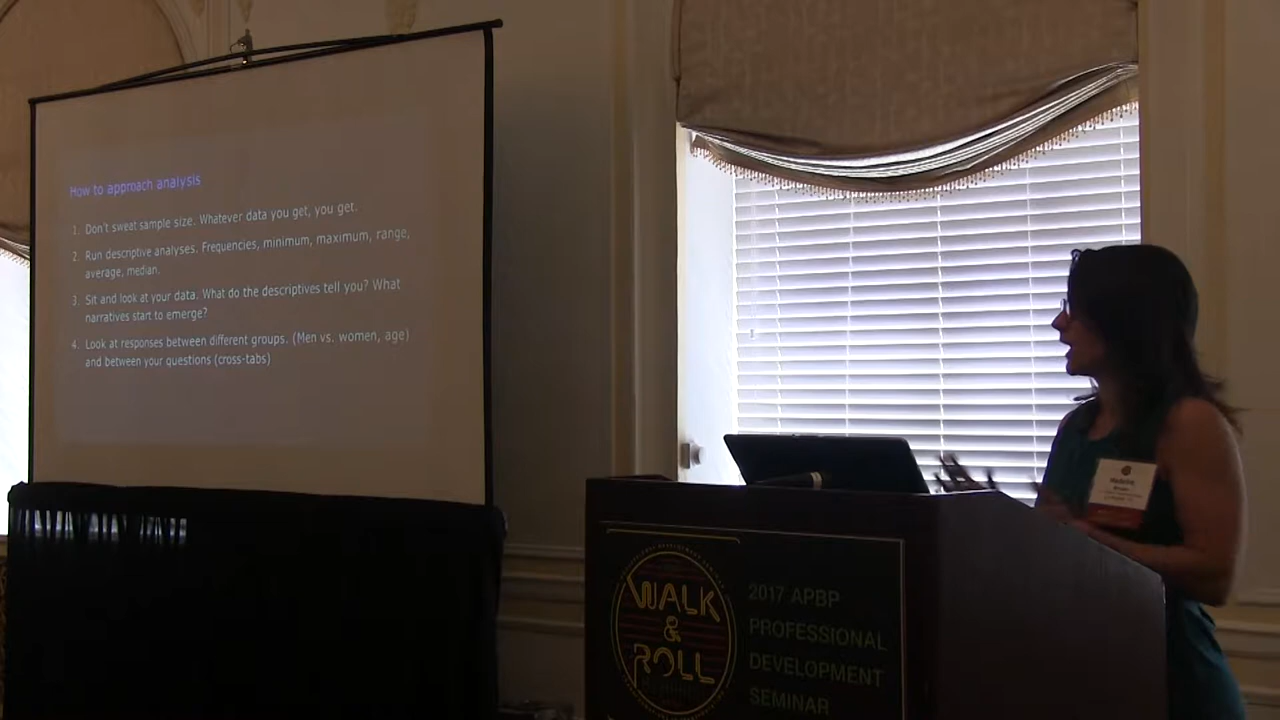 How to approach analysis
1. Don't sweat sample size. Whatever data you get, you get.
2. Run descriptive analyses. Frequencies, minimum, maximum, range,
average, median.
3. Sit and look at your data. What do the descriptives tell you? What
narratives start to emerge?
4. Look at responses between different groups. (Men vs. women, age)
and between your questions (cross-tabs)
WALK
&
ROLL
2017 APBP
PROFESSIONAL
DEVELOPMENT
SEMINAR